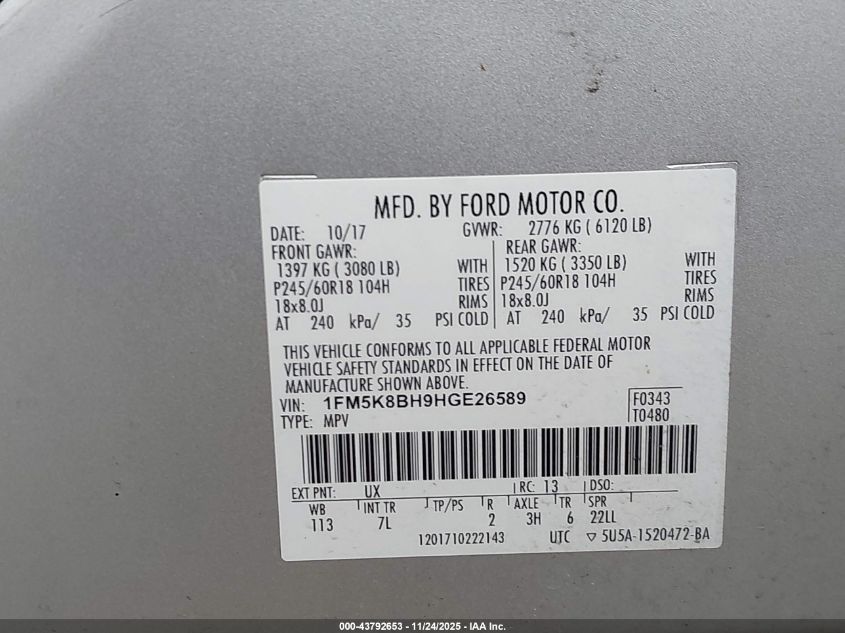 MFD. BY FORD MOTOR CO.
DATE: 10/17 GVWR: 2776 KG ( 6120 LB)
FRONT GAWR: REAR GAWR:
1397 KG ( 3080 LB) WITH 1520 KG ( 3350 LB) WITH
P245/60R18 104H TIRES P245/60R18 104H TIRES
18x8.0J RIMS 18x8.0J RIMS
AT 240 kPa/ 35 PSI COLD AT 240 kPa/ 35 PSI COLD
THIS VEHICLE CONFORMS TO ALL APPLICABLE FEDERAL MOTOR
VEHICLE SAFETY STANDARDS IN EFFECT ON THE DATE OF
MANUFACTURE SHOWN ABOVE.
VIN: 1FM5K8BH9HGE26589 F0343
TYPE: MPV T0480
EXT PNT: UX RC: 13 DSO:
WB INT TR TP/PS R AXLE TR SPR
113 7L 2 3H 6 22LL
1201710222143 UTC ▽ 5U5A-1520472-BA
000-43792653 - 11/24/2025 - IAA Inc.